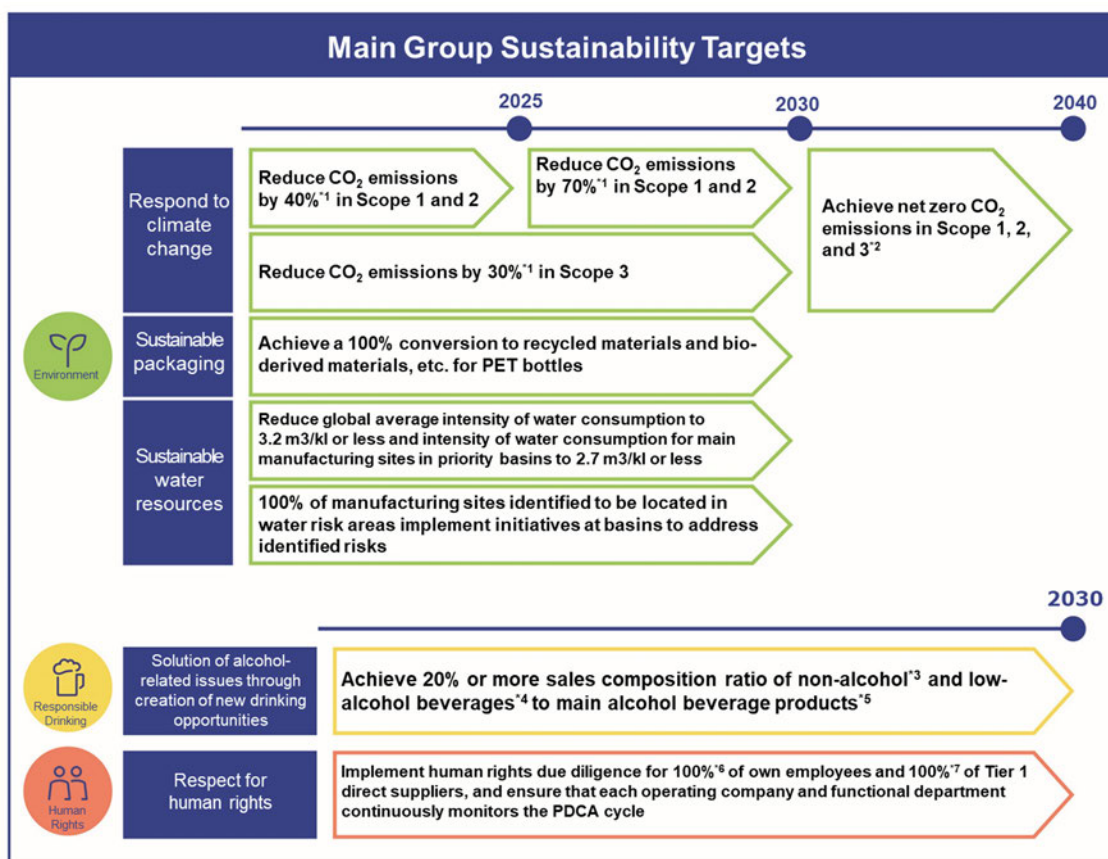 Main Group Sustainability Targets
2025
2030
2040
Environment
Respond to
climate
change
Reduce CO₂ emissions
by 40%*1 in Scope 1 and 2
Reduce CO₂ emissions
by 70%*1 in Scope 1 and 2
Achieve net zero CO₂
emissions in Scope 1, 2,
and 3*2
Reduce CO₂ emissions by 30%*1 in Scope 3
Sustainable
packaging
Achieve a 100% conversion to recycled materials and bio-
derived materials, etc. for PET bottles
Sustainable
water
resources
Reduce global average intensity of water consumption to
3.2 m3/kl or less and intensity of water consumption for main
manufacturing sites in priority basins to 2.7 m3/kl or less
100% of manufacturing sites identified to be located in
water risk areas implement initiatives at basins to address
identified risks
2030
Responsible
Drinking
Solution of alcohol-
related issues through
creation of new drinking
opportunities
Achieve 20% or more sales composition ratio of non-alcohol*3 and low-
alcohol beverages*4 to main alcohol beverage products*5
Human
Rights
Respect for
human rights
Implement human rights due diligence for 100%*6 of own employees and 100%*7 of Tier 1
direct suppliers, and ensure that each operating company and functional department
continuously monitors the PDCA cycle